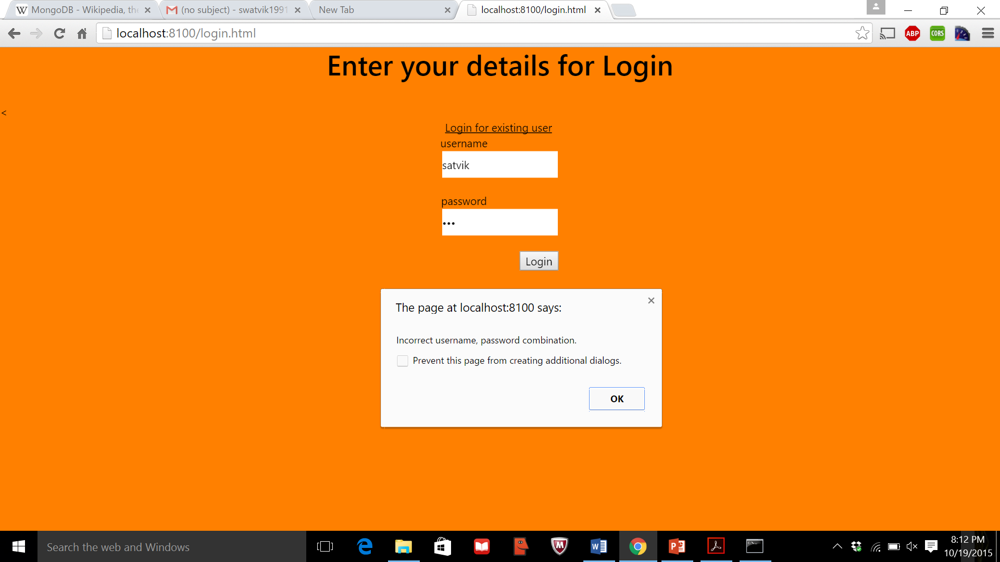 W MongoDB - Wikipedia, the
(no subject) - swatvik1991
New Tab
localhost:8100/login.html
localhost:8100/login.html
ABP
CORS
Enter your details for Login
<
Login for existing user
username
satvik
password
•••
Login
The page at localhost:8100 says:
Incorrect username, password combination.
Prevent this page from creating additional dialogs.
OK
Search the web and Windows
8:12 PM
10/19/2015